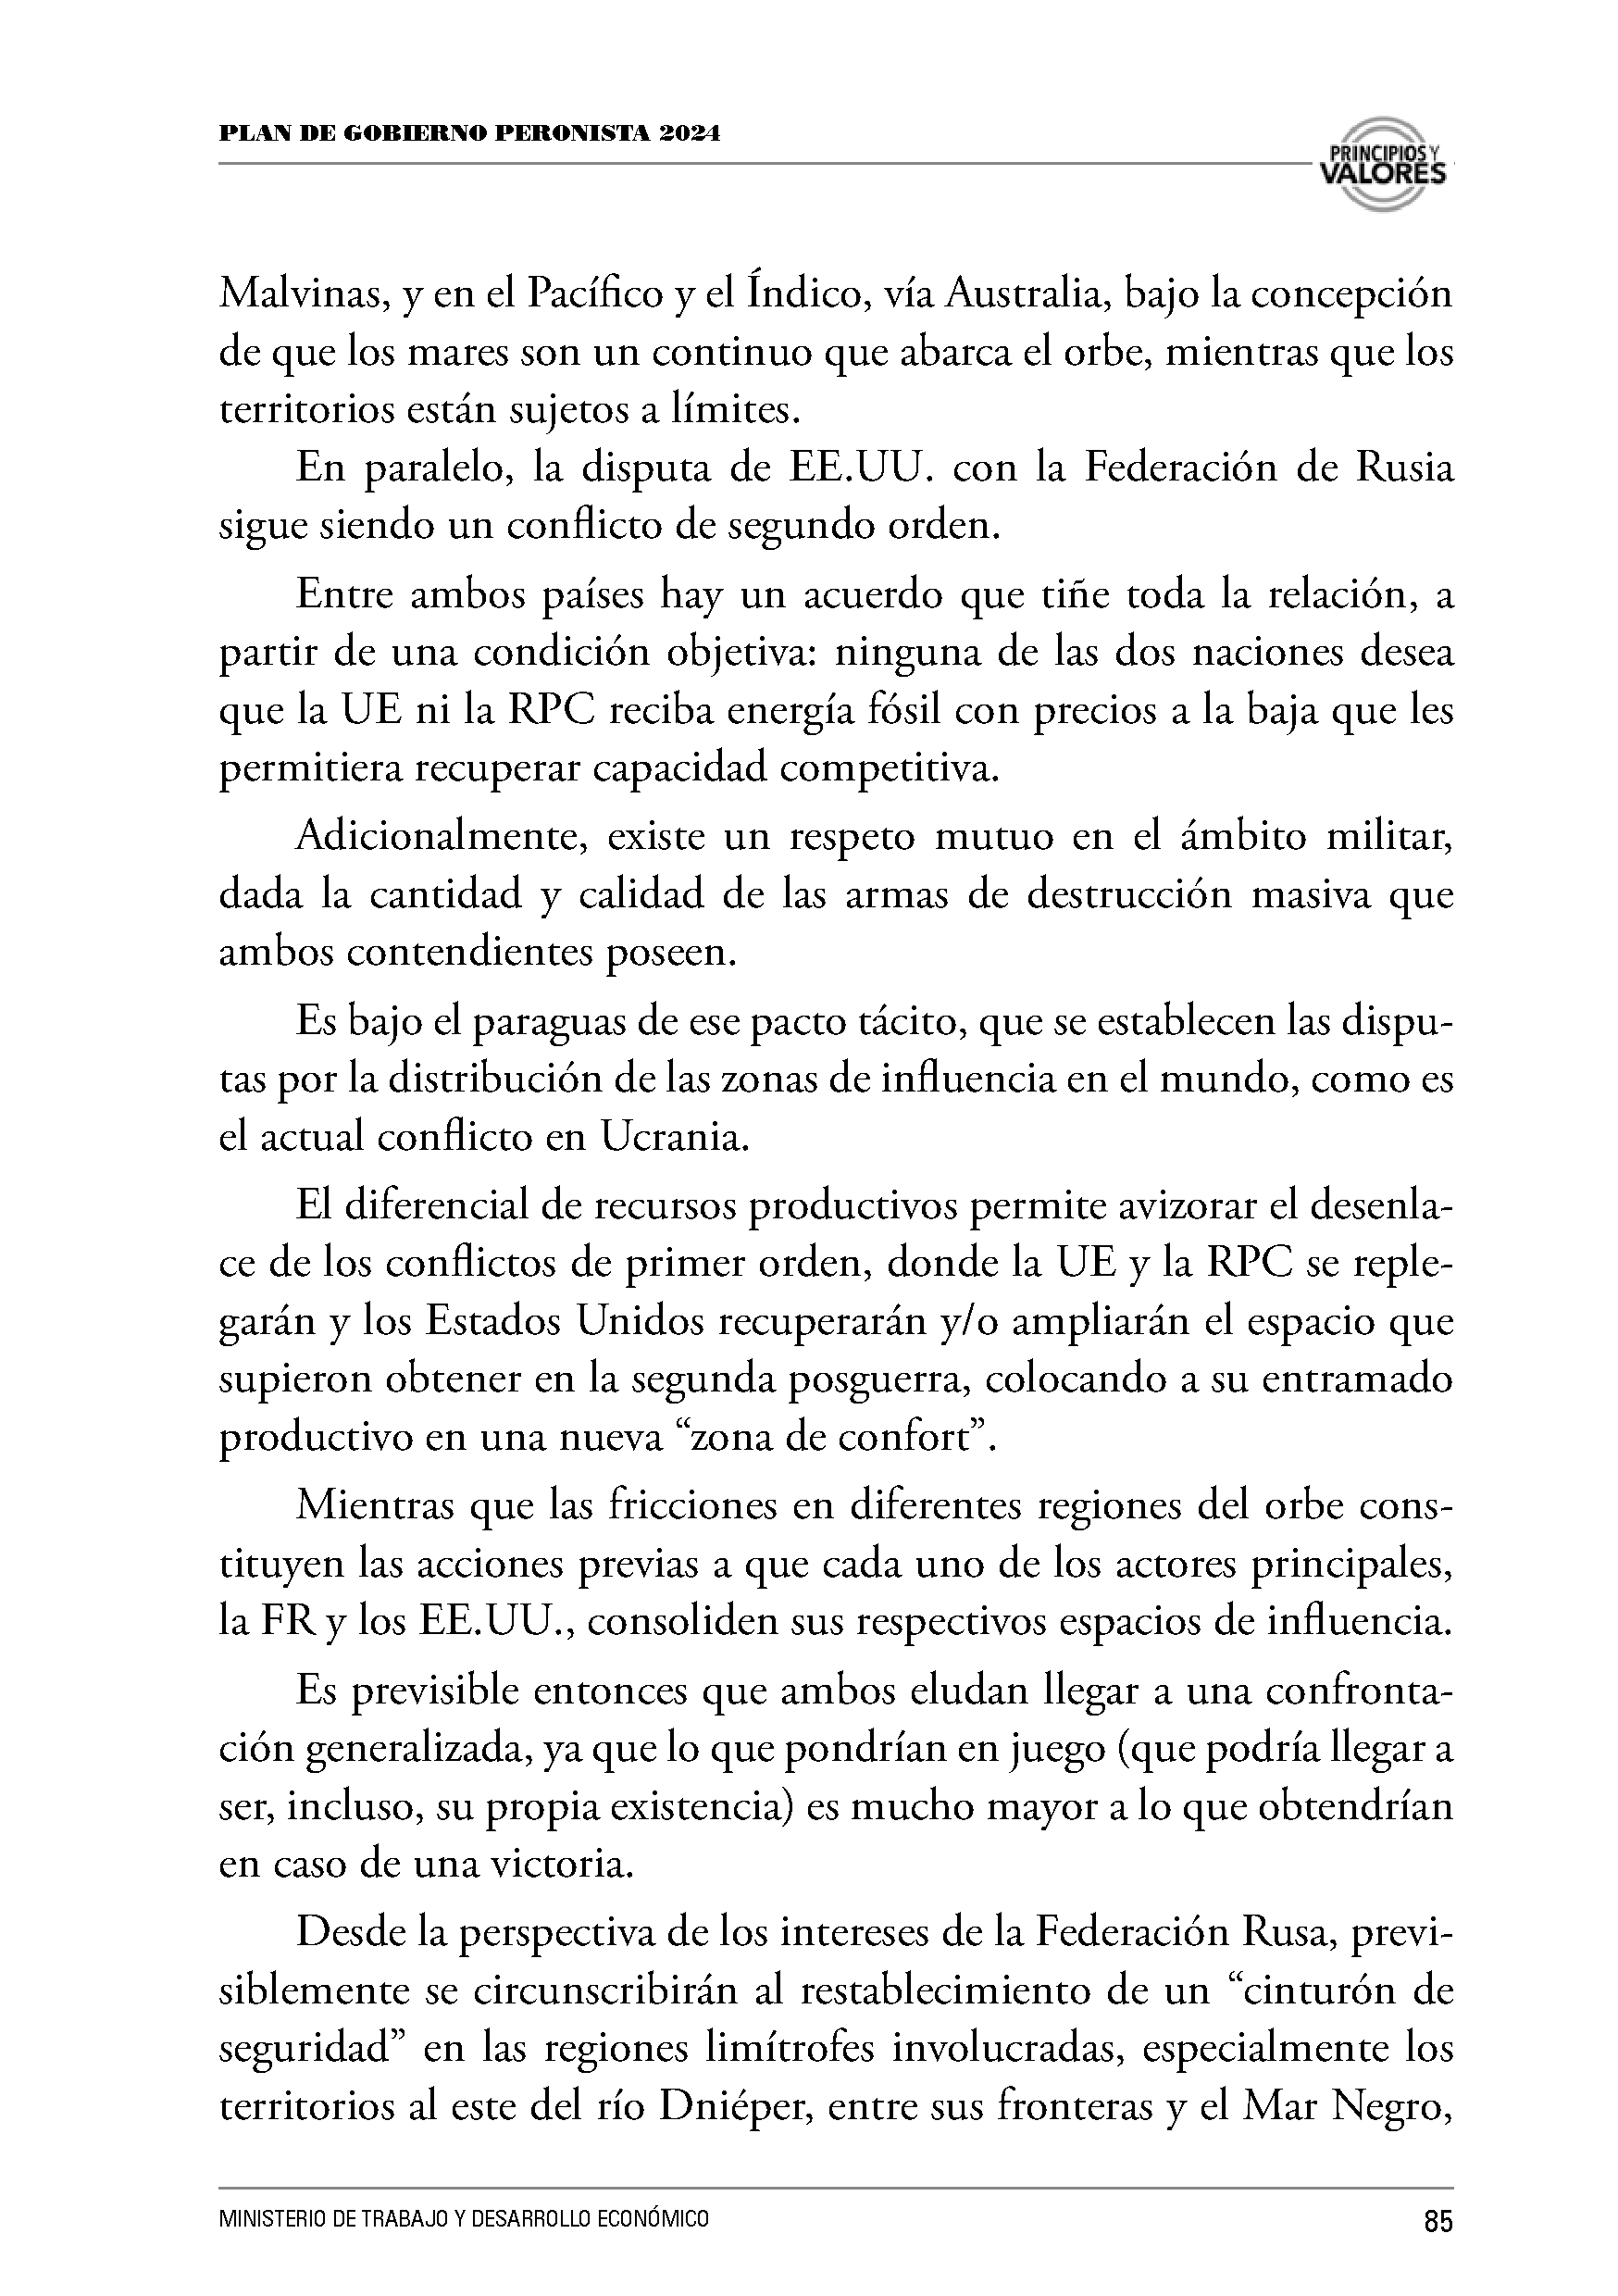 PLAN DE GOBIERNO PERONISTA 2024
PRINCIPIOS Y
VALORES
Malvinas, y en el Pacífico y el Índico, vía Australia, bajo la concepción
de que los mares son un continuo que abarca el orbe, mientras que los
territorios están sujetos a límites.
En paralelo, la disputa de EE.UU. con la Federación de Rusia
sigue siendo un conflicto de segundo orden.
Entre ambos países hay un acuerdo que tiñe toda la relación, a
partir de una condición objetiva: ninguna de las dos naciones desea
que la UE ni la RPC reciba energía fósil con precios a la baja que les
permitiera recuperar capacidad competitiva.
Adicionalmente, existe un respeto mutuo en el ámbito militar,
dada la cantidad y calidad de las armas de destrucción masiva que
ambos contendientes poseen.
Es bajo el paraguas de ese pacto tácito, que se establecen las dispu-
tas por la distribución de las zonas de influencia en el mundo, como es
el actual conflicto en Ucrania.
El diferencial de recursos productivos permite avizorar el desenla-
ce de los conflictos de primer orden, donde la UE y la RPC se reple-
garán y los Estados Unidos recuperarán y/o ampliarán el espacio que
supieron obtener en la segunda posguerra, colocando a su entramado
productivo en una nueva “zona de confort”.
Mientras que las fricciones en diferentes regiones del orbe cons-
tituyen las acciones previas a que cada uno de los actores principales,
la FR y los EE.UU., consoliden sus respectivos espacios de influencia.
Es previsible entonces que ambos eludan llegar a una confronta-
ción generalizada, ya que lo que pondrían en juego (que podría llegar a
ser, incluso, su propia existencia) es mucho mayor a lo que obtendrían
en caso de una victoria.
Desde la perspectiva de los intereses de la Federación Rusa, previ-
siblemente se circunscribirán al restablecimiento de un “cinturón de
seguridad” en las regiones limítrofes involucradas, especialmente los
territorios al este del río Dniéper, entre sus fronteras y el Mar Negro,
MINISTERIO DE TRABAJO Y DESARROLLO ECONÓMICO
85